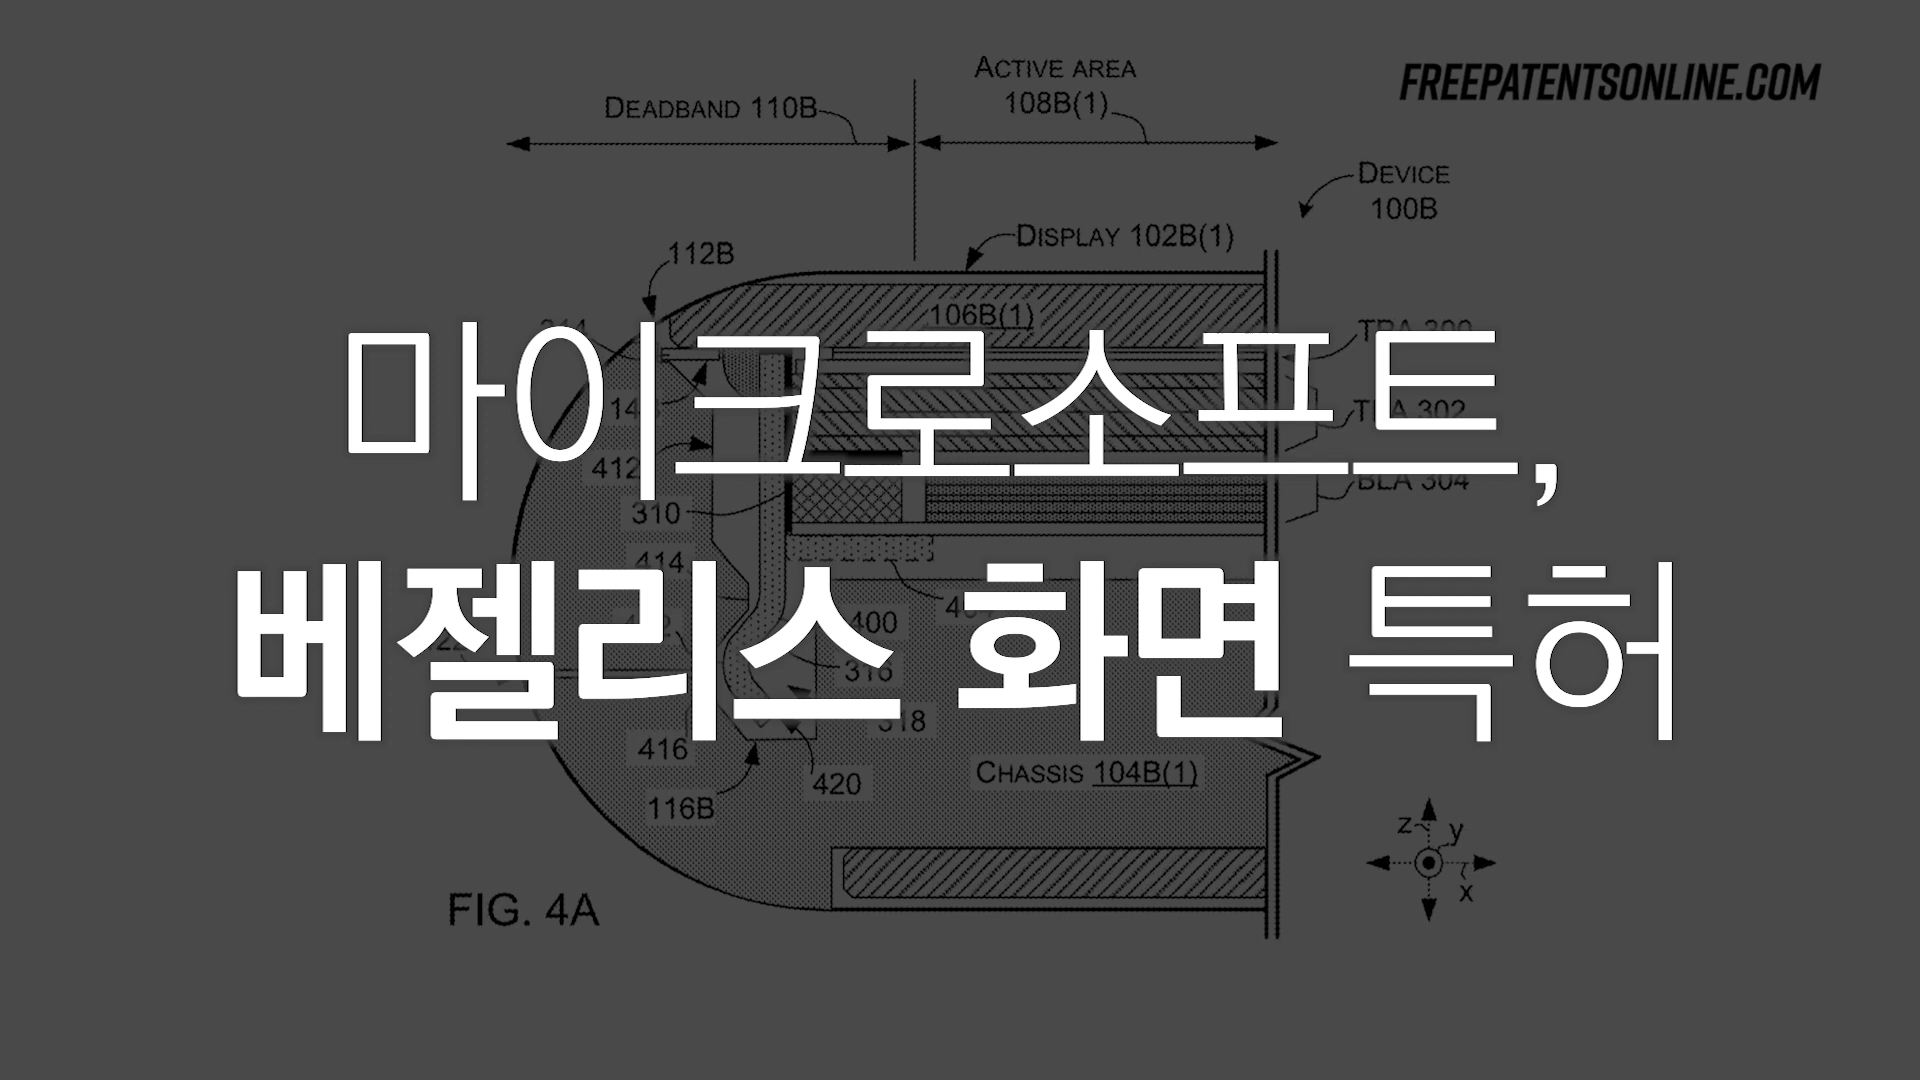 FREEPATENTSONLINE.COM
ACTIVE AREA
108B(1)
DEADBAND 110B
DEVICE
100B
DISPLAY 102B(1)
112B
106B(1)
마이크로소프트,
412
BLA 304
310
414
베젤리스 화면 특허
400
316
318
416
420
CHASSIS 104B(1)
116B
z
y
x
FIG. 4A